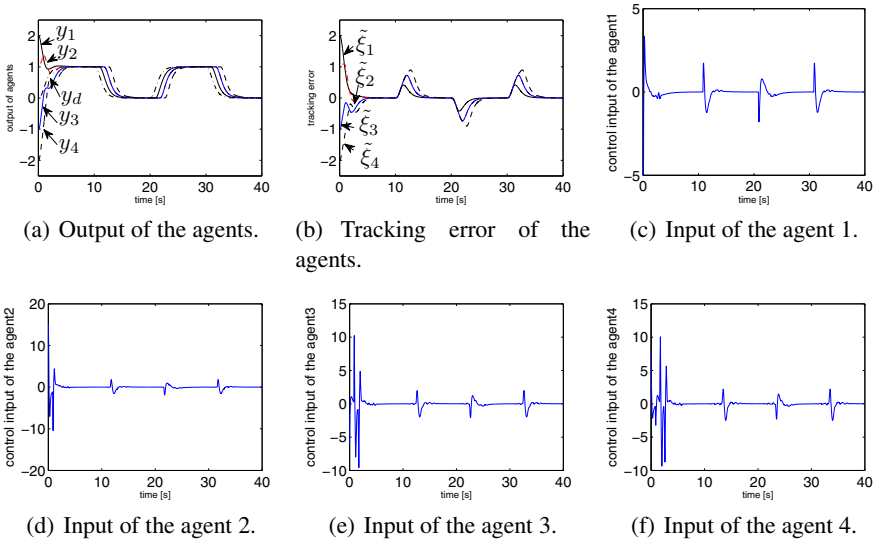 output of agents
2
1
0
−1
−2
y₁
y₂
y_d
y₃
y₄
0 10 20 30 40
time [s]
(a) Output of the agents.
tracking error
2
1
0
−1
−2
ξ̃₁
ξ̃₂
ξ̃₃
ξ̃₄
0 10 20 30 40
time [s]
(b) Tracking error of the
agents.
control intput of the agent1
5
0
−5
0 10 20 30 40
time [s]
(c) Input of the agent 1.
control intput of the agent2
20
10
0
−10
−20
0 10 20 30 40
time [s]
(d) Input of the agent 2.
control intput of the agent3
15
10
5
0
−5
−10
0 10 20 30 40
time [s]
(e) Input of the agent 3.
control intput of the agent4
15
10
5
0
−5
−10
0 10 20 30 40
time [s]
(f) Input of the agent 4.